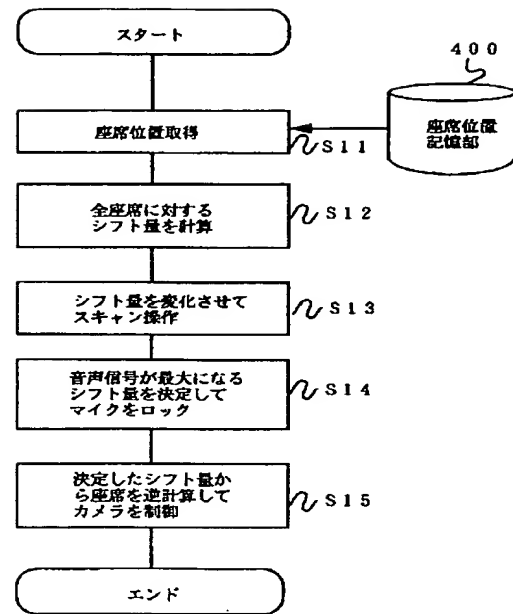 スタート
400
座席位置取得
座席位置
記憶部
S11
全座席に対する
シフト量を計算
S12
シフト量を変化させて
スキャン操作
S13
音声信号が最大になる
シフト量を決定して
マイクをロック
S14
決定したシフト量か
ら座席を逆計算して
カメラを制御
S15
エンド